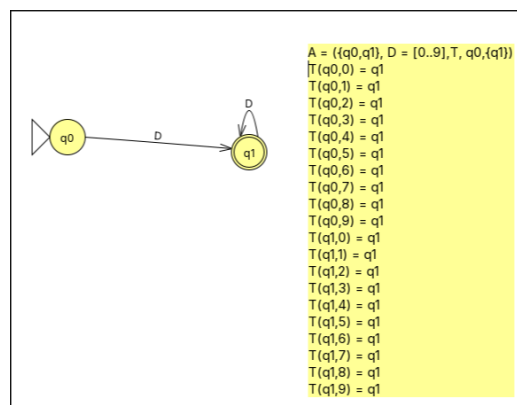 A = ({q0,q1}, D = [0..9],T, q0,{q1})
T(q0,0) = q1
T(q0,1) = q1
T(q0,2) = q1
T(q0,3) = q1
T(q0,4) = q1
T(q0,5) = q1
T(q0,6) = q1
T(q0,7) = q1
T(q0,8) = q1
T(q0,9) = q1
T(q1,0) = q1
T(q1,1) = q1
T(q1,2) = q1
T(q1,3) = q1
T(q1,4) = q1
T(q1,5) = q1
T(q1,6) = q1
T(q1,7) = q1
T(q1,8) = q1
T(q1,9) = q1
D
D
q0
q1